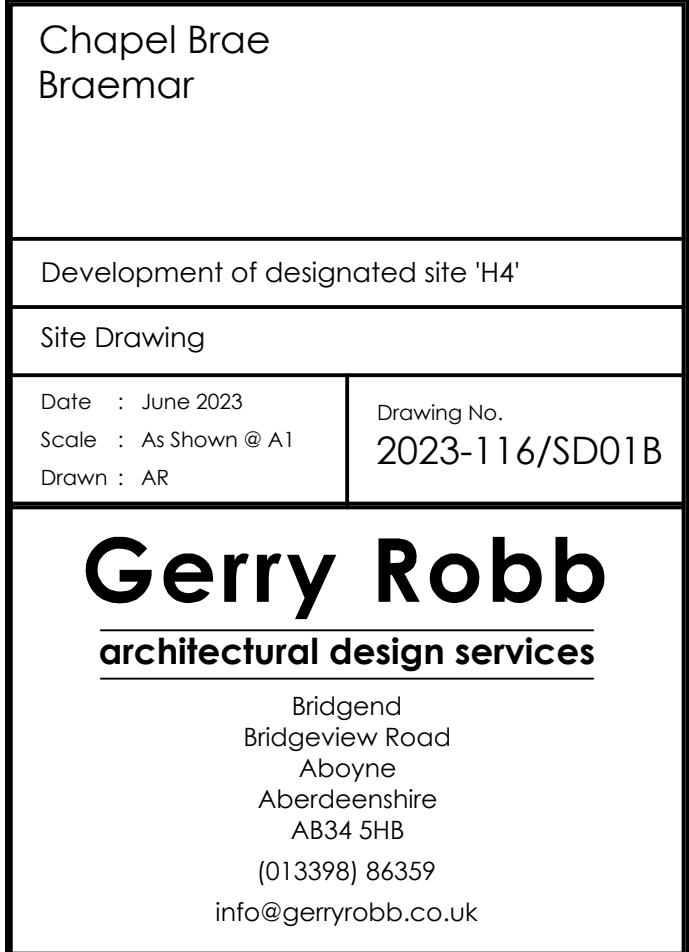 Chapel Brae
Braemar
Development of designated site 'H4'
Site Drawing
Date : June 2023
Scale : As Shown @ A1
Drawn : AR
Drawing No.
2023-116/SD01B
Gerry Robb
architectural design services
Bridgend
Bridgeview Road
Aboyne
Aberdeenshire
AB34 5HB
(013398) 86359
info@gerryrobb.co.uk